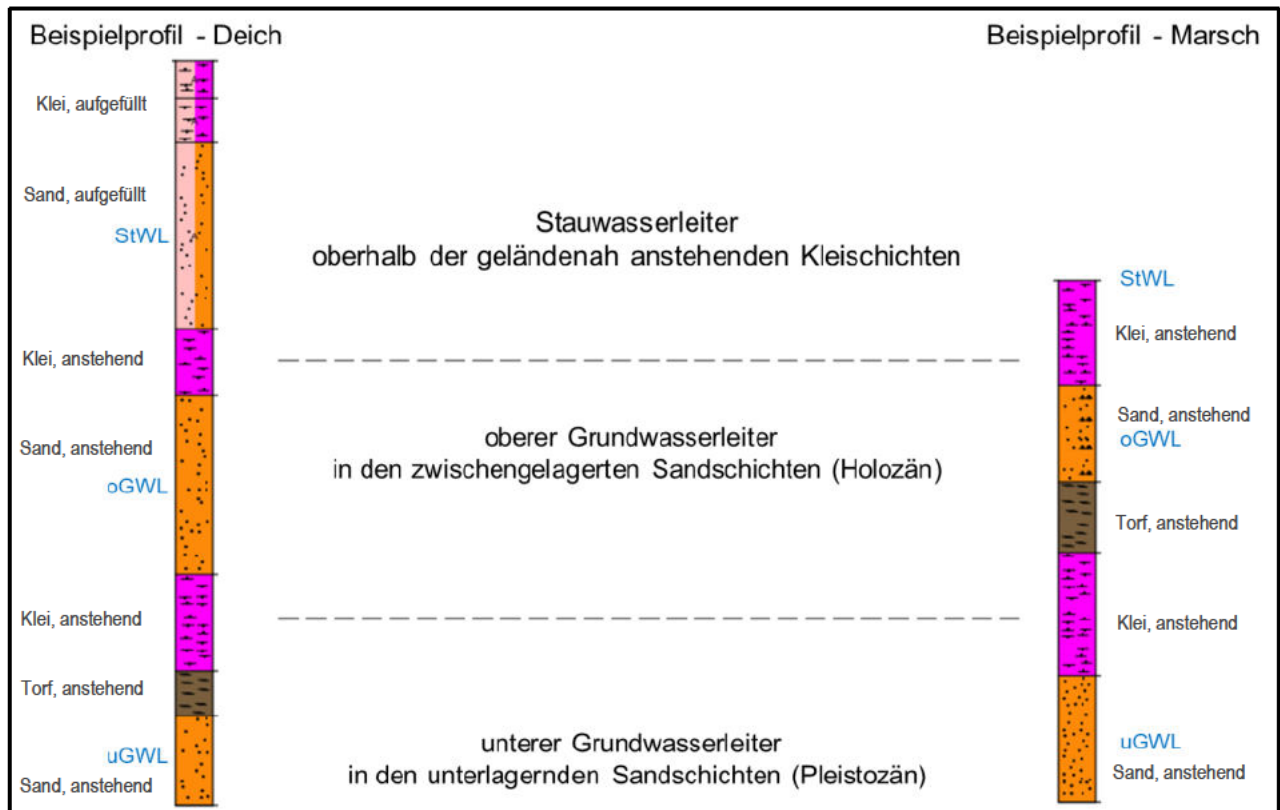 Beispielprofil - Deich
Klei, aufgefüllt
Sand, aufgefüllt
StWL
Klei, anstehend
Sand, anstehend
oGWL
Klei, anstehend
Torf, anstehend
uGWL
Sand, anstehend
Stauwasserleiter
oberhalb der geländenah anstehenden Kleischichten
oberer Grundwasserleiter
in den zwischengelagerten Sandschichten (Holozän)
unterer Grundwasserleiter
in den unterlagernden Sandschichten (Pleistozän)
Beispielprofil - Marsch
StWL
Klei, anstehend
Sand, anstehend
oGWL
Torf, anstehend
Klei, anstehend
uGWL
Sand, anstehend